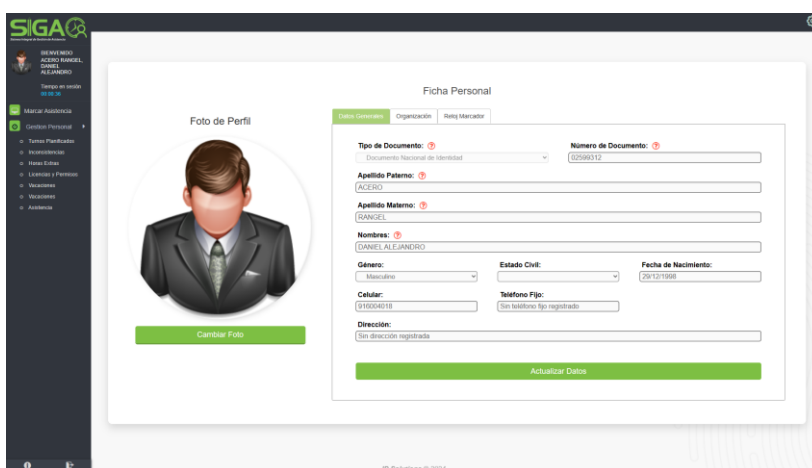 SIGA
BIENVENIDO
ACERO RANGEL,
DANIEL
ALEJANDRO
Tiempo en sesión
Marcar Asistencia
Gestion Personal
Turnos Planificados
Inconsistencias
Horas Extras
Licencias y Permisos
Vacaciones
Vacaciones
Asistencia
Ficha Personal
Foto de Perfil
Cambiar Foto
Datos Generales Organización Reloj Marcador
Tipo de Documento: Número de Documento:
Documento Nacional de Identidad 02599312
Apellido Paterno:
ACERO
Apellido Materno:
RANGEL
Nombres:
DANIEL ALEJANDRO
Género: Estado Civil: Fecha de Nacimiento:
Masculino 29/12/1998
Celular: Teléfono Fijo:
916004018 Sin teléfono fijo registrado
Dirección:
Sin dirección registrada
Actualizar Datos